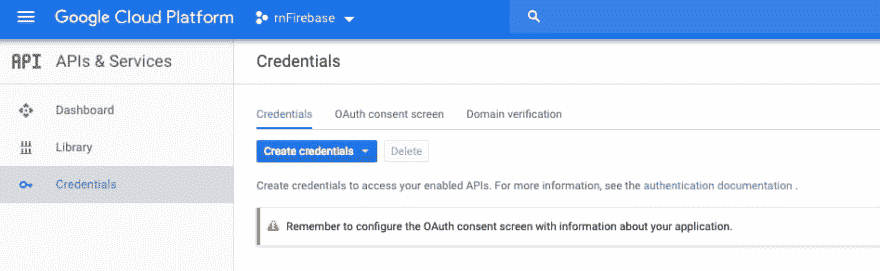 Google Cloud Platform rnFirebase
API APIs & Services
Credentials
Dashboard
Library
Credentials
Credentials OAuth consent screen Domain verification
Create credentials Delete
Create credentials to access your enabled APIs. For more information, see the authentication documentation .
Remember to configure the OAuth consent screen with information about your application.